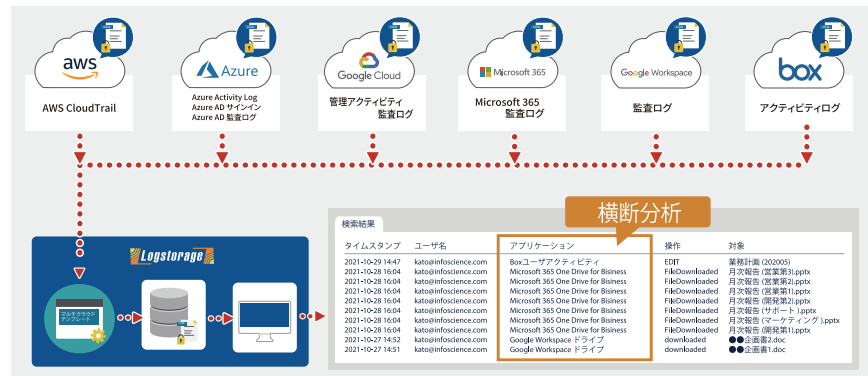 aws
Azure
Google Cloud
Microsoft 365
Google Workspace
box
AWS CloudTrail
Azure Activity Log
Azure AD サインイン
Azure AD 監査ログ
管理アクティビティ
監査ログ
Microsoft 365
監査ログ
監査ログ
アクティビティログ
Logstorage
マルチクラウド
テンプレート
横断分析
検索結果
タイムスタンプ ユーザ名 アプリケーション 操作 対象
2021-10-29 14:47 kato@infoscience.com Boxユーザアクティビティ EDIT 業務計画 (202005)
2021-10-28 16:04 kato@infoscience.com Microsoft 365 One Drive for Bisiness FileDownloaded 月次報告 (営業第3).pptx
2021-10-28 16:04 kato@infoscience.com Microsoft 365 One Drive for Bisiness FileDownloaded 月次報告 (営業第2).pptx
2021-10-28 16:04 kato@infoscience.com Microsoft 365 One Drive for Bisiness FileDownloaded 月次報告 (営業第1).pptx
2021-10-28 16:04 kato@infoscience.com Microsoft 365 One Drive for Bisiness FileDownloaded 月次報告 (開発第2).pptx
2021-10-28 16:04 kato@infoscience.com Microsoft 365 One Drive for Bisiness FileDownloaded 月次報告 (サポート).pptx
2021-10-28 16:04 kato@infoscience.com Microsoft 365 One Drive for Bisiness FileDownloaded 月次報告 (マーケティング).pptx
2021-10-28 16:04 kato@infoscience.com Microsoft 365 One Drive for Bisiness FileDownloaded 月次報告 (開発第1).pptx
2021-10-27 14:52 kato@infoscience.com Google Workspace ドライブ downloaded ●●企画書2.doc
2021-10-27 14:51 kato@infoscience.com Google Workspace ドライブ downloaded ●●企画書1.doc